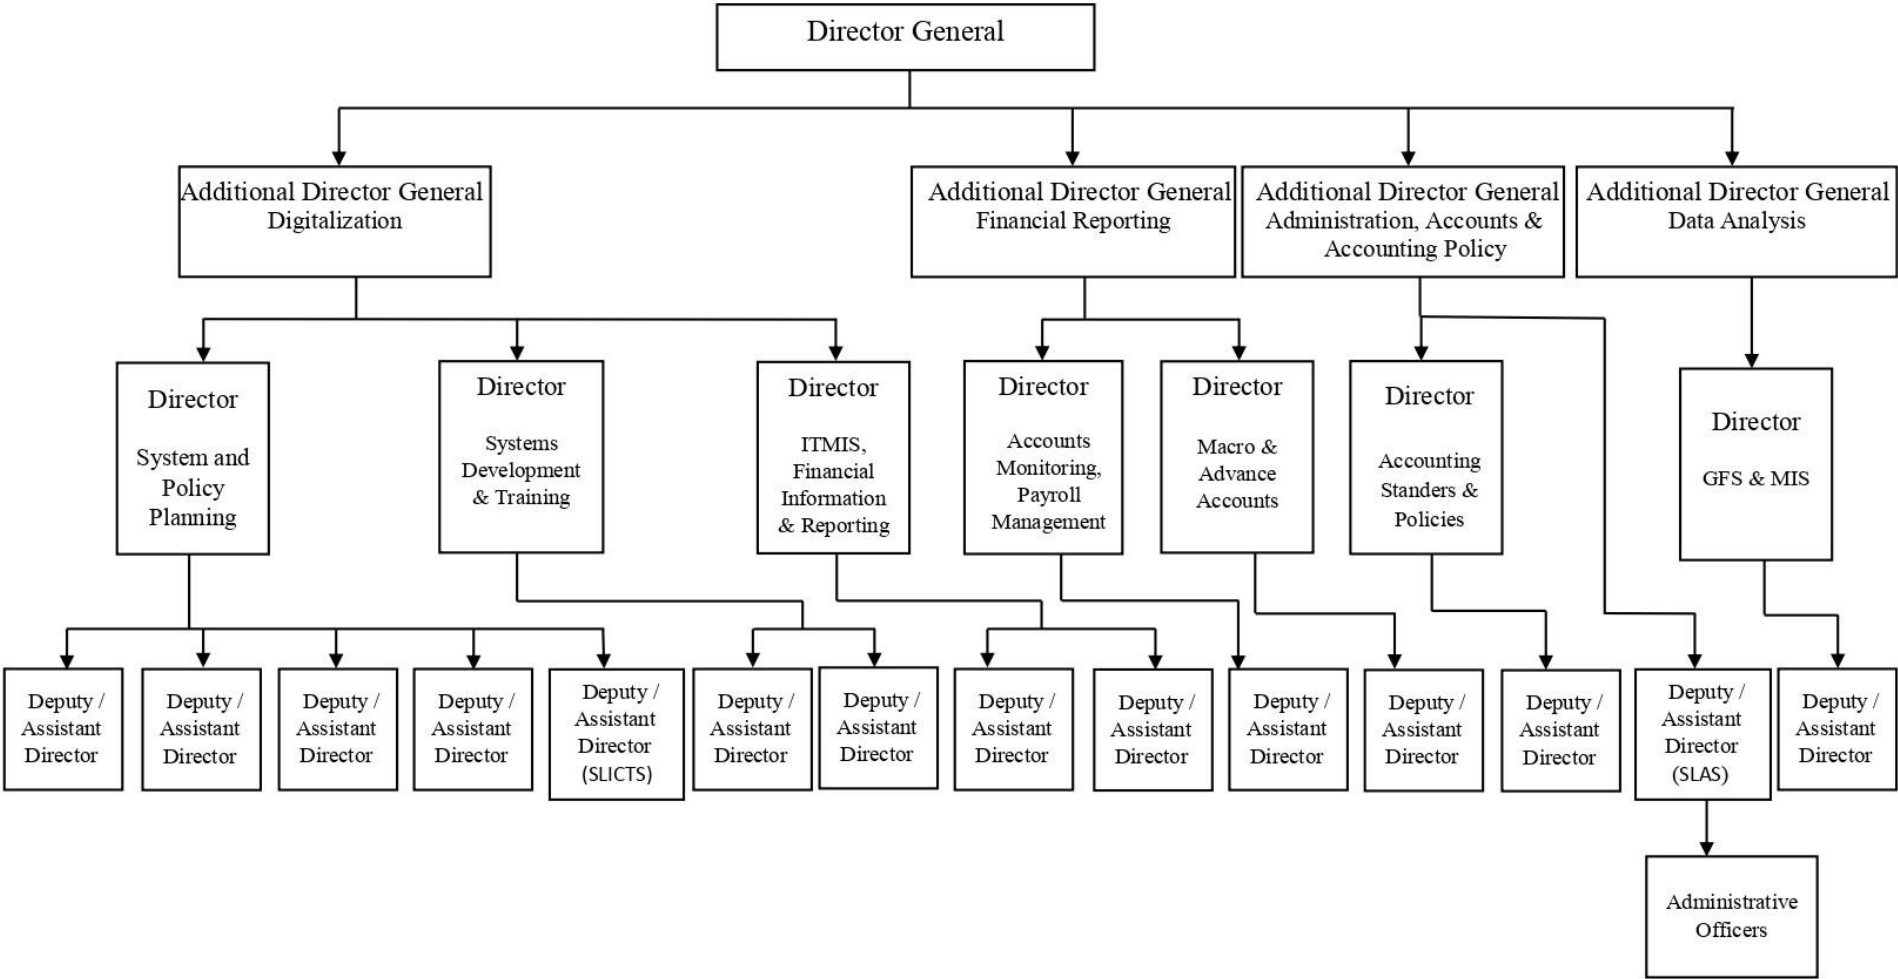 Director General
Additional Director General
Digitalization
Additional Director General
Financial Reporting
Additional Director General
Administration, Accounts &
Accounting Policy
Additional Director General
Data Analysis
Director
System and
Policy
Planning
Director
Systems
Development
& Training
Director
ITMIS,
Financial
Information
& Reporting
Director
Accounts
Monitoring,
Payroll
Management
Director
Macro &
Advance
Accounts
Director
Accounting
Standers &
Policies
Director
GFS & MIS
Deputy /
Assistant
Director
Deputy /
Assistant
Director
Deputy /
Assistant
Director
Deputy /
Assistant
Director
Deputy /
Assistant
Director
(SLICTS)
Deputy /
Assistant
Director
Deputy /
Assistant
Director
Deputy /
Assistant
Director
Deputy /
Assistant
Director
Deputy /
Assistant
Director
Deputy /
Assistant
Director
Deputy /
Assistant
Director
Deputy /
Assistant
Director
(SLAS)
Deputy /
Assistant
Director
Administrative
Officers